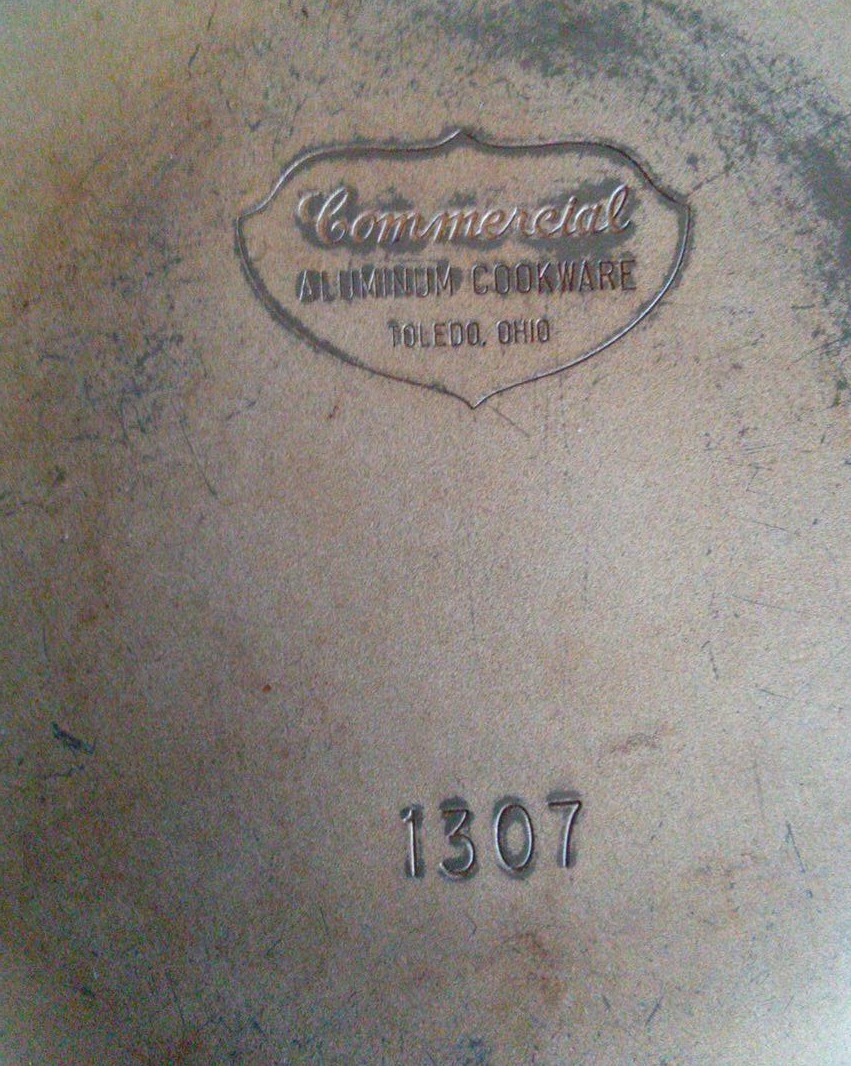 Commercial
ALUMINUM COOKWARE
TOLEDO, OHIO
1307